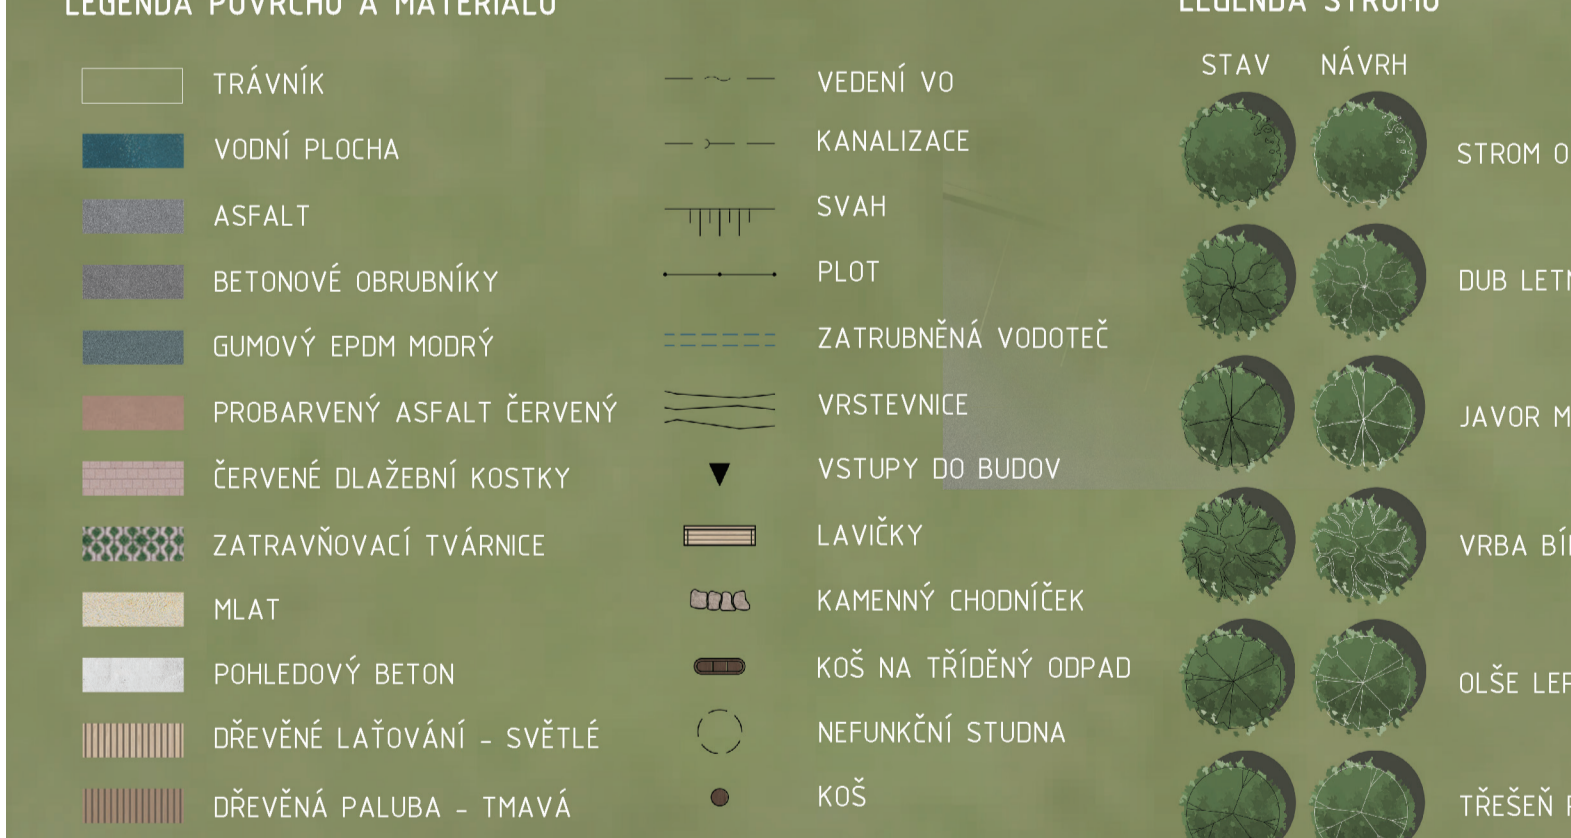 LEGENDA POVRCHŮ A MATERIÁLŮ
TRÁVNÍK
VODNÍ PLOCHA
ASFALT
BETONOVÉ OBRUBNÍKY
GUMOVÝ EPDM MODRÝ
PROBARVENÝ ASFALT ČERVENÝ
ČERVENÉ DLAŽEBNÍ KOSTKY
ZATRAVŇOVACÍ TVÁRNICE
MLAT
POHLEDOVÝ BETON
DŘEVĚNÉ LAŤOVÁNÍ - SVĚTLÉ
DŘEVĚNÁ PALUBA - TMAVÁ
VEDENÍ VO
KANALIZACE
SVAH
PLOT
ZATRUBNĚNÁ VODOTEČ
VRSTEVNICE
VSTUPY DO BUDOV
LAVIČKY
KAMENNÝ CHODNÍČEK
KOŠ NA TŘÍDĚNÝ ODPAD
NEFUNKČNÍ STUDNA
KOŠ
LEGENDA STROMŮ
STAV NÁVRH
STROM
DUB
JAVOR
VRBA
OLŠE
TŘEŠEŇ